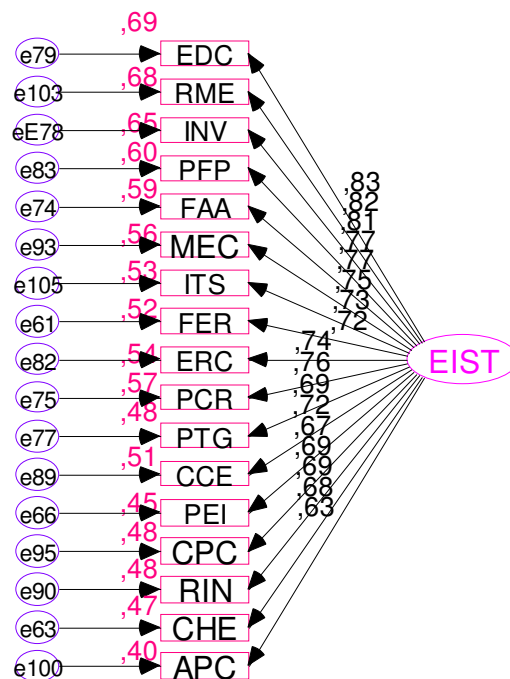 ,69
e79 EDC
,68
e103 RME
,65
eE78 INV
,60
e83 PFP
,59
e74 FAA
,56
e93 MEC
,53
e105 ITS
,52
e61 FER
,54
e82 ERC
,57
e75 PCR
,48
e77 PTG
,51
e89 CCE
,45
e66 PEI
,48
e95 CPC
,48
e90 RIN
,47
e63 CHE
,40
e100 APC
,83
,82
,81
,77
,77
,75
,73
,72
,74
,76
,69
,72
,67
,69
,69
,68
,63
EIST